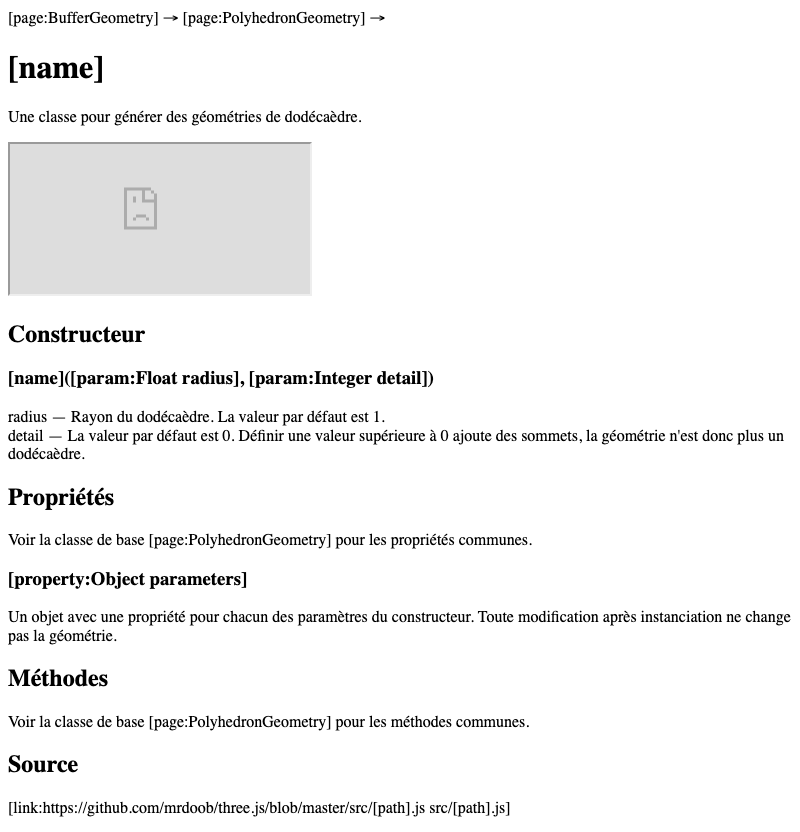 [page:BufferGeometry] → [page:PolyhedronGeometry] →
[name]
Une classe pour générer des géométries de dodécaèdre.
Constructeur
[name]([param:Float radius], [param:Integer detail])
radius — Rayon du dodécaèdre. La valeur par défaut est 1.
detail — La valeur par défaut est 0. Définir une valeur supérieure à 0 ajoute des sommets, la géométrie n'est donc plus un
dodécaèdre.
Propriétés
Voir la classe de base [page:PolyhedronGeometry] pour les propriétés communes.
[property:Object parameters]
Un objet avec une propriété pour chacun des paramètres du constructeur. Toute modification après instanciation ne change
pas la géométrie.
Méthodes
Voir la classe de base [page:PolyhedronGeometry] pour les méthodes communes.
Source
[link:https://github.com/mrdoob/three.js/blob/master/src/[path].js src/[path].js]